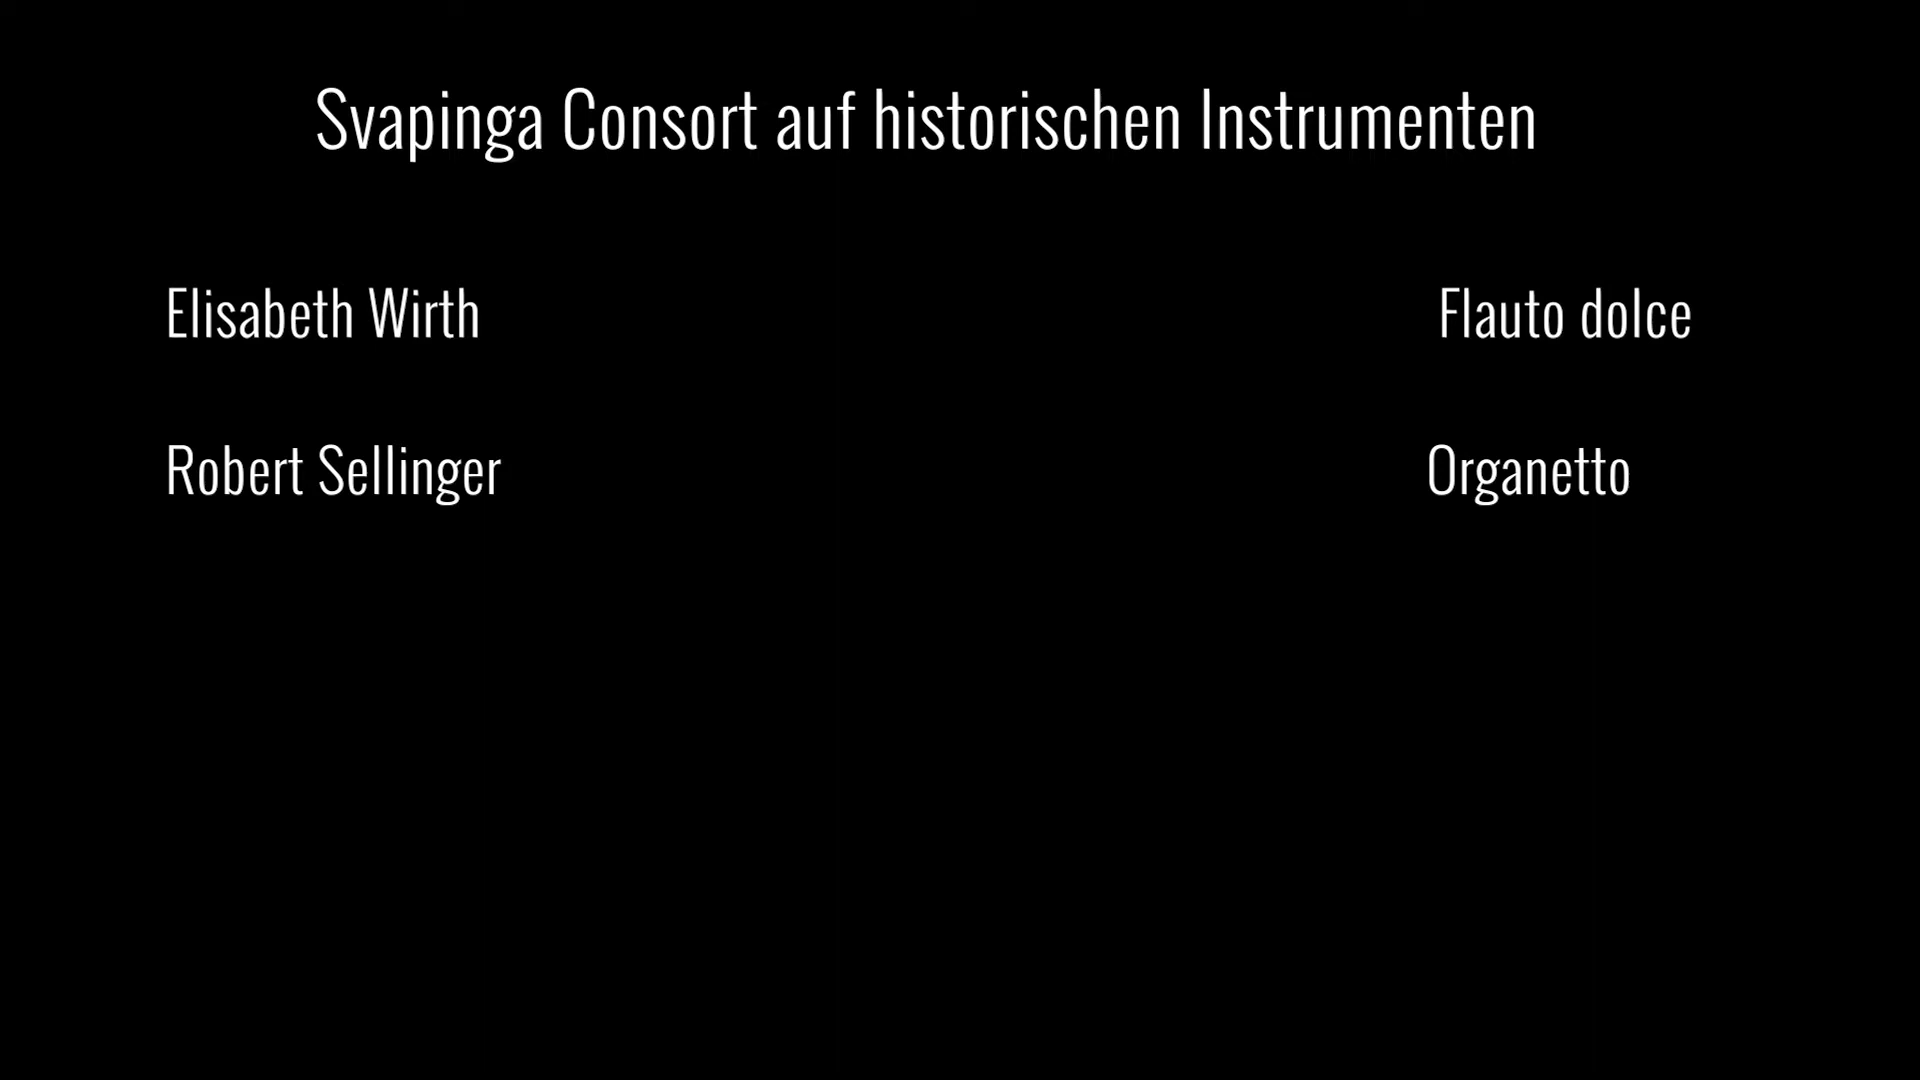 Svapinga Consort auf historischen Instrumenten
Elisabeth Wirth Flauto dolce
Robert Sellinger Organetto